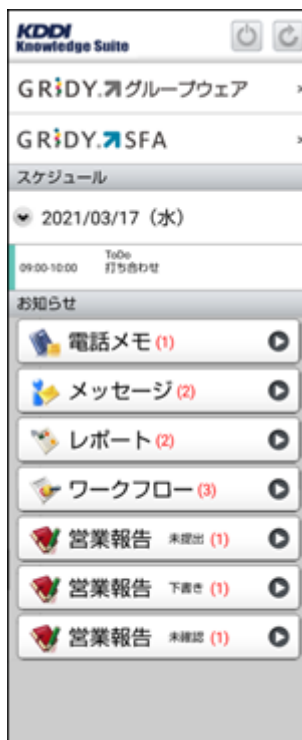 KDDI
Knowledge Suite
GRiDY.グループウェア
GRiDY.SFA
スケジュール
2021/03/17（水）
ToDo
09:00-10:00 打ち合わせ
お知らせ
電話メモ(1)
メッセージ(2)
レポート(2)
ワークフロー(3)
営業報告 未提出 (1)
営業報告 下書き (1)
営業報告 未確認 (1)